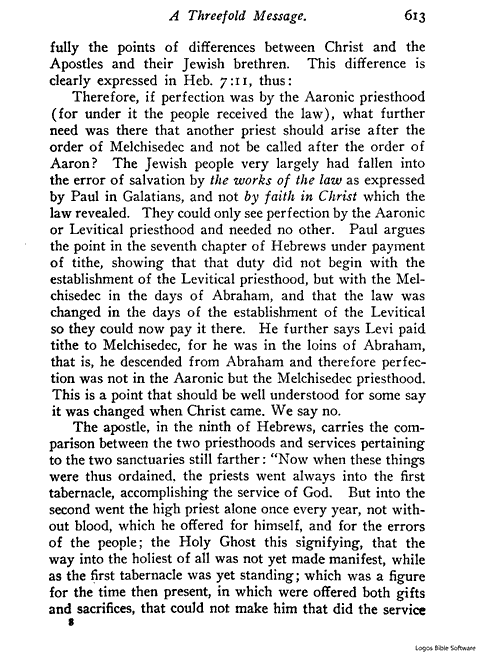 A Threefold Message. 613
fully the points of differences between Christ and the
Apostles and their Jewish brethren. This difference is
clearly expressed in Heb. 7:11, thus:
Therefore, if perfection was by the Aaronic priesthood
(for under it the people received the law), what further
need was there that another priest should arise after the
order of Melchisedec and not be called after the order of
Aaron? The Jewish people very largely had fallen into
the error of salvation by the works of the law as expressed
by Paul in Galatians, and not by faith in Christ which the
law revealed. They could only see perfection by the Aaronic
or Levitical priesthood and needed no other. Paul argues
the point in the seventh chapter of Hebrews under payment
of tithe, showing that that duty did not begin with the
establishment of the Levitical priesthood, but with the Mel-
chisedec in the days of Abraham, and that the law was
changed in the days of the establishment of the Levitical
so they could now pay it there. He further says Levi paid
tithe to Melchisedec, for he was in the loins of Abraham,
that is, he descended from Abraham and therefore perfec-
tion was not in the Aaronic but the Melchisedec priesthood.
This is a point that should be well understood for some say
it was changed when Christ came. We say no.
The apostle, in the ninth of Hebrews, carries the com-
parison between the two priesthoods and services pertaining
to the two sanctuaries still farther: "Now when these things
were thus ordained. the priests went always into the first
tabernacle, accomplishing the service of God. But into the
second went the high priest alone once every year, not with-
out blood, which he offered for himself, and for the errors
of the people; the Holy Ghost this signifying, that the
way into the holiest of all was not yet made manifest, while
as the first tabernacle was yet standing; which was a figure
for the time then present, in which were offered both gifts
and sacrifices, that could not make him that did the service
8
Logos Bible Software